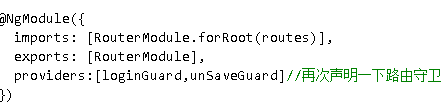 @NgModule({
  imports: [RouterModule.forRoot(routes)],
  exports: [RouterModule],
  providers:[loginGuard,unSaveGuard]//再次声明一下路由守卫
})